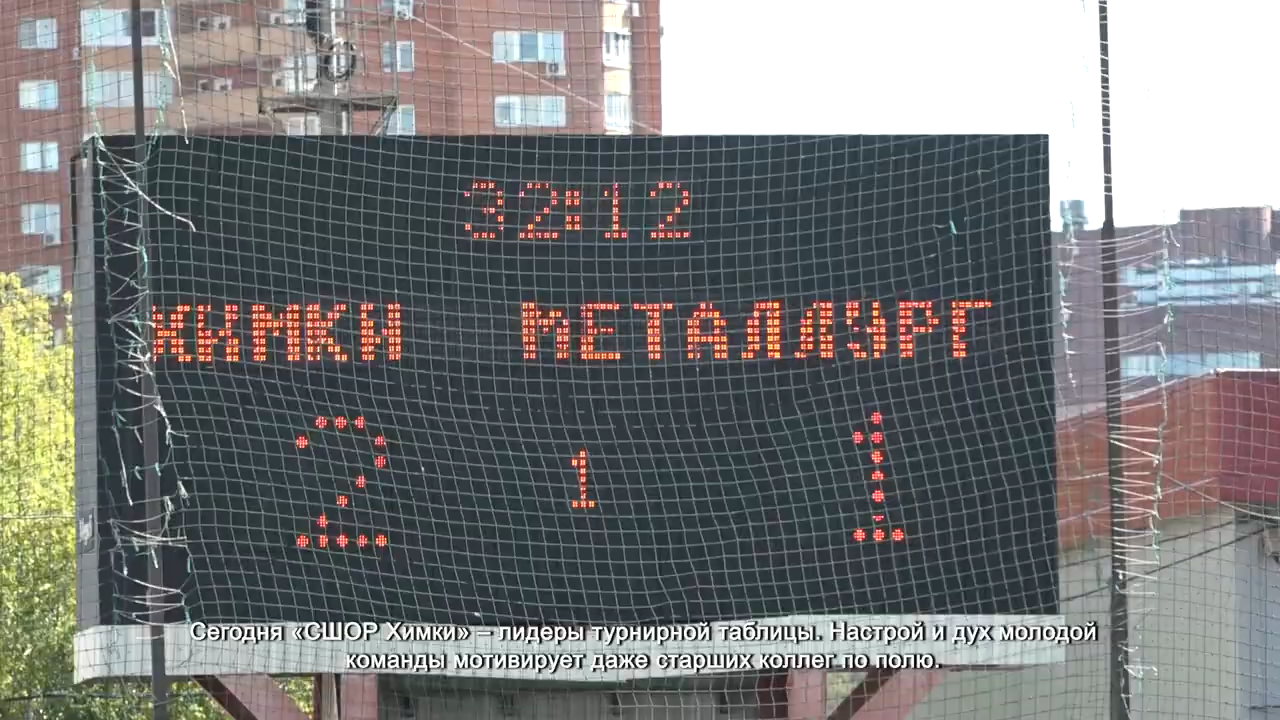 32:12
ХИМКИ МЕТАЛЛУРГ
2 1 1
Сегодня «СШОР Химки» – лидеры турнирной таблицы. Настрой и дух молодой
команды мотивирует даже старших коллег по полю.